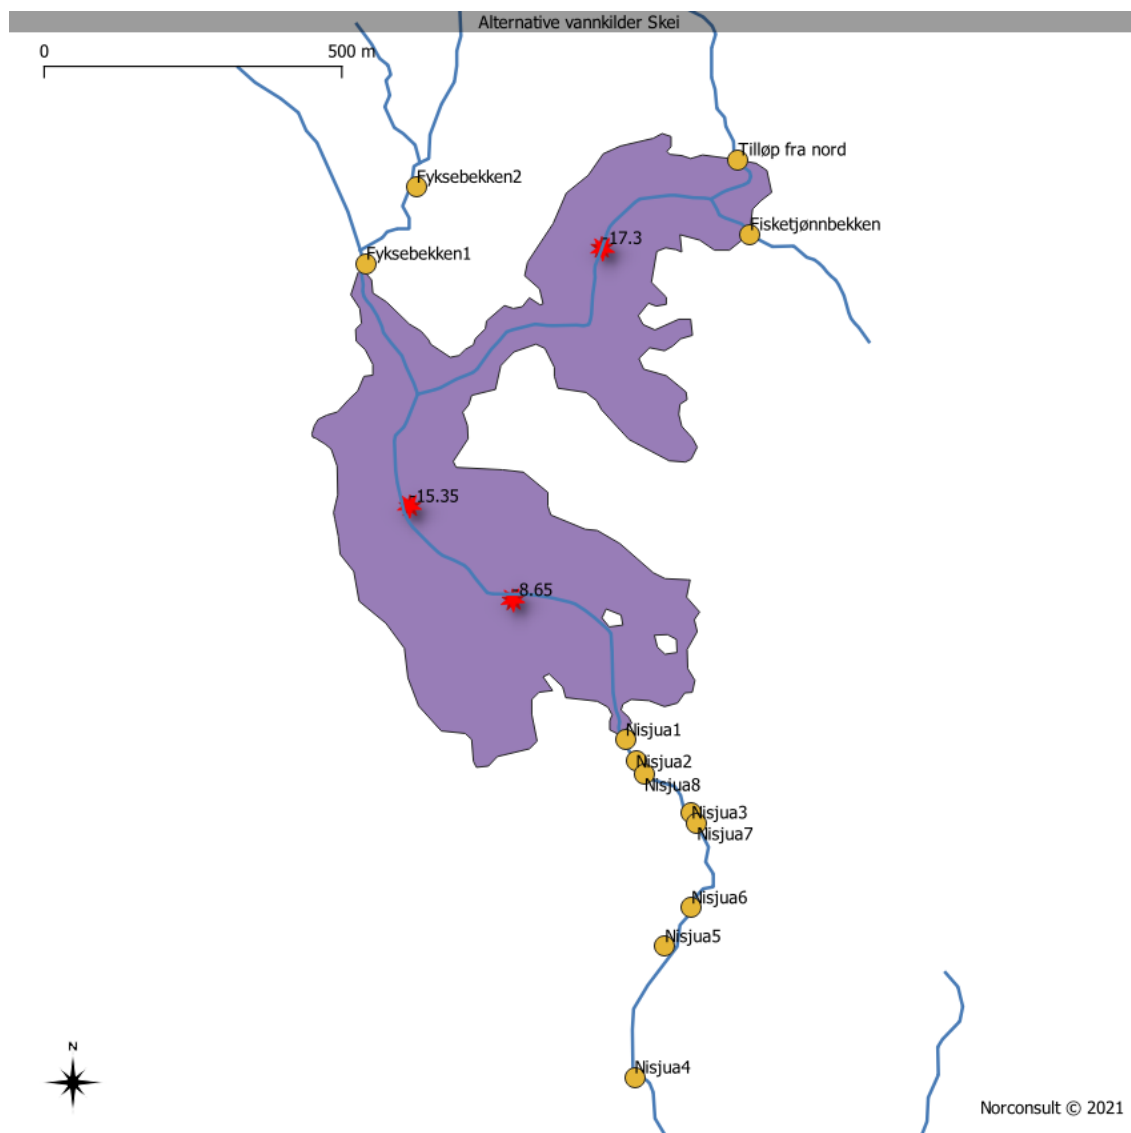 Alternative vannkilder Skei
0 500 m
Tilløp fra nord
Fyksebekken2
Fisketjønnbekken
-17.3
Fyksebekken1
-15.35
-8.65
Nisjua1
Nisjua2
Nisjua8
Nisjua3
Nisjua7
Nisjua6
Nisjua5
N
Nisjua4
Norconsult © 2021